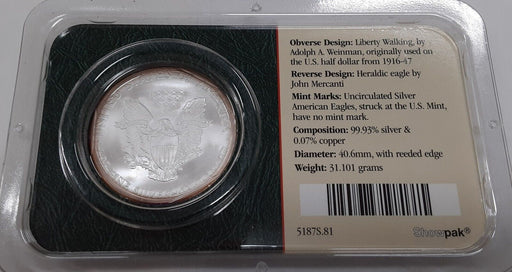 Obverse Design: Liberty Walking, by
Adolph A. Weinman, originally used on
the U.S. half dollar from 1916-47
Reverse Design: Heraldic eagle by
John Mercanti
Mint Marks: Uncirculated Silver
American Eagles, struck at the U.S. Mint,
have no mint mark.
Composition: 99.93% silver &
0.07% copper
Diameter: 40.6mm, with reeded edge
Weight: 31.101 grams
5187S.81
Showpak®